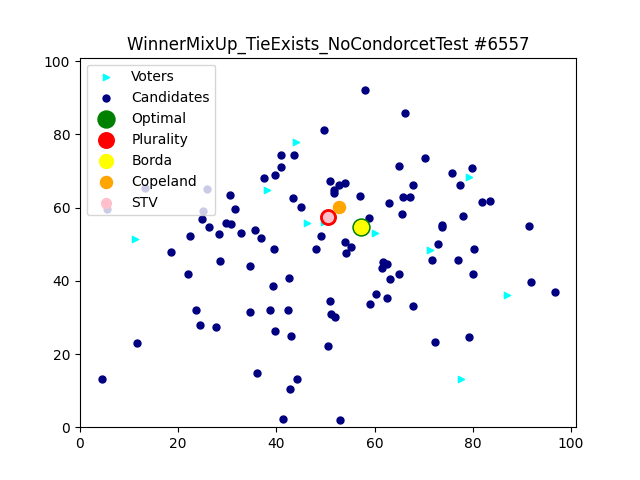 WinnerMixUp_TieExists_NoCondorcetTest #6557
100
80
60
40
20
0
Voters
Candidates
Optimal
Plurality
Borda
Copeland
STV
0 20 40 60 80 100